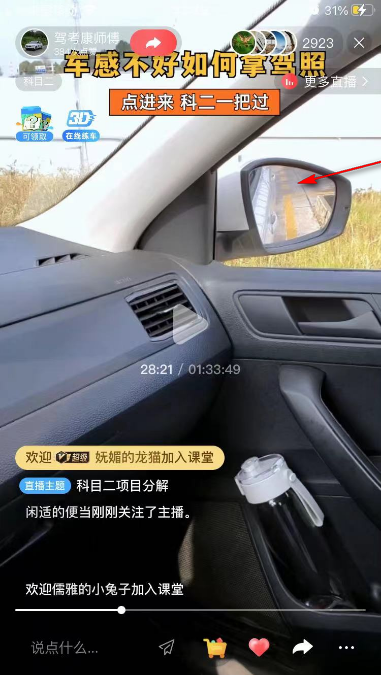 31%
驾考康师傅
2923
车感不好如何拿驾照
科目二
更多直播
点进来 科二一把过
3D
可领取
在线练车
28:21 / 01:33:49
欢迎 超级 妩媚的龙猫加入课堂
直播主题 科目二项目分解
闲适的便当刚刚关注了主播。
欢迎儒雅的小兔子加入课堂
说点什么...